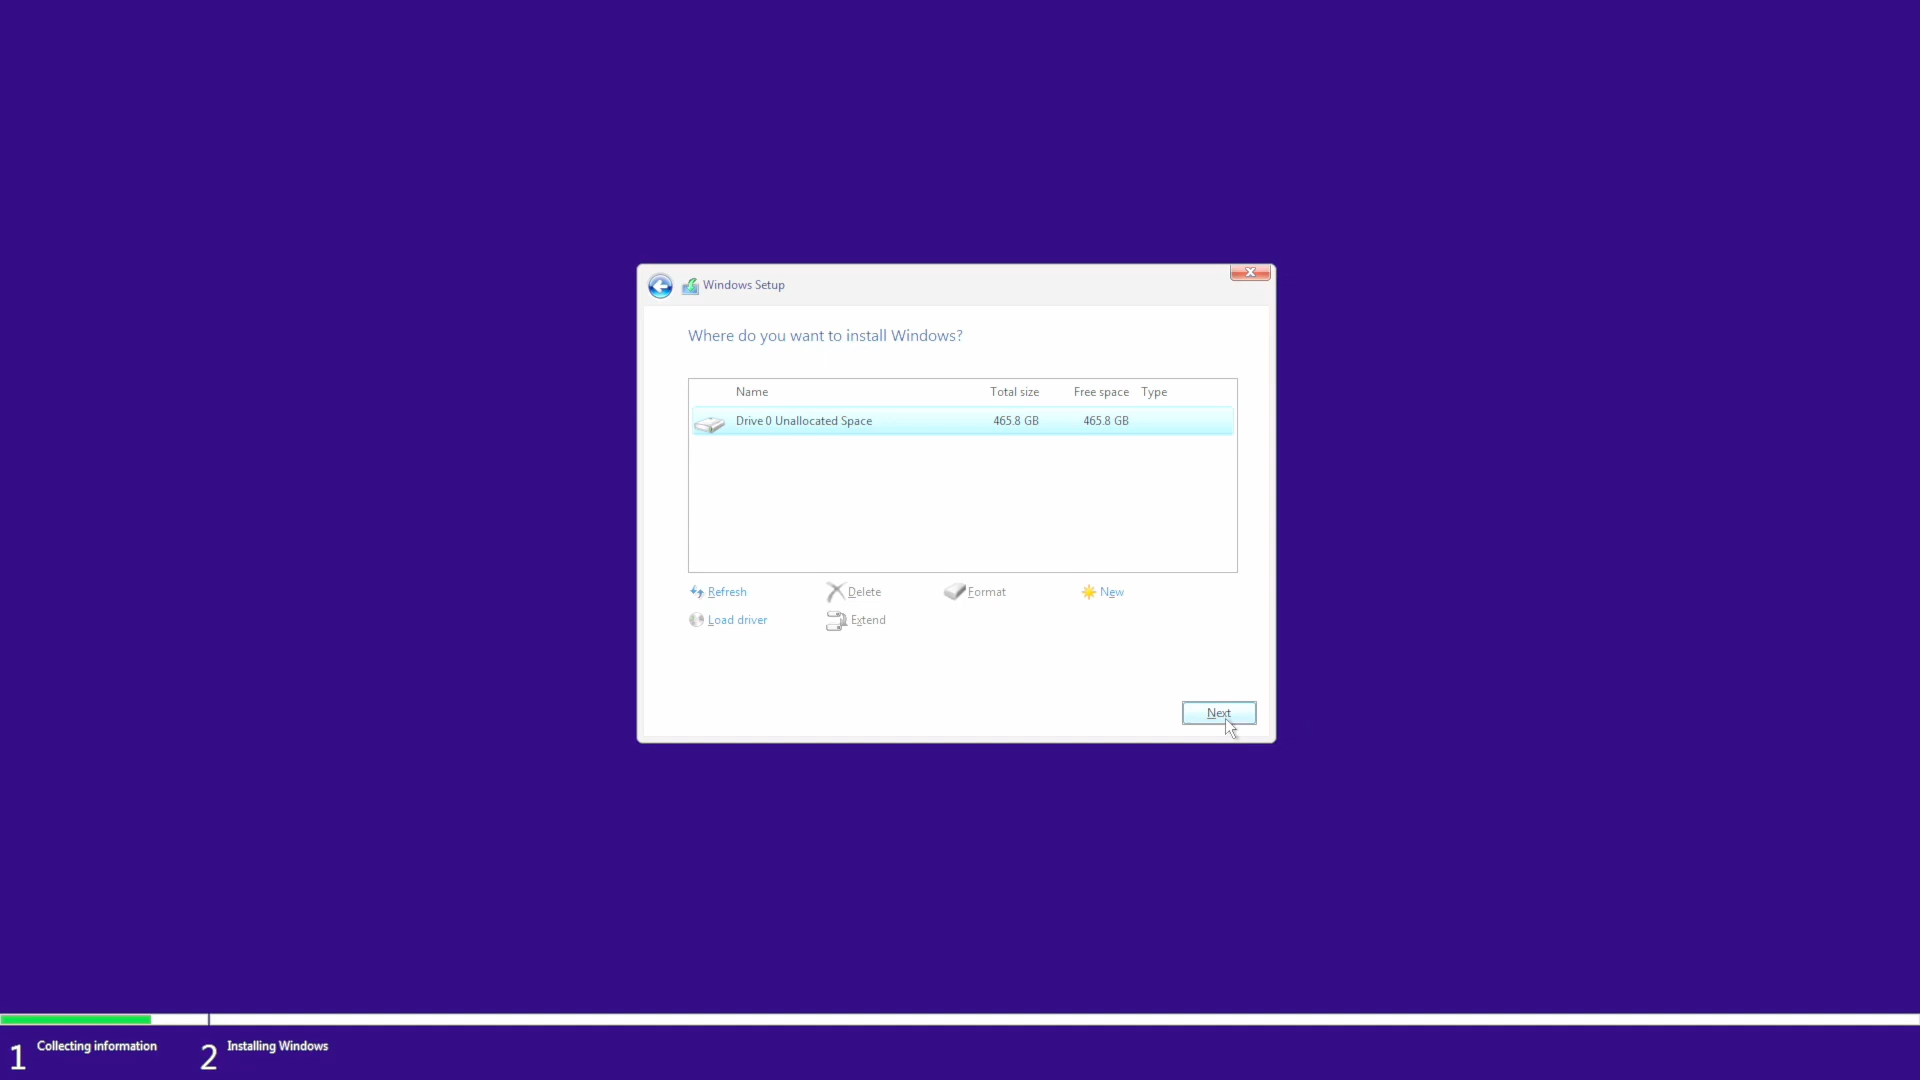 Windows Setup
Where do you want to install Windows?
Name Total size Free space Type
Drive 0 Unallocated Space 465.8 GB 465.8 GB
Refresh Delete Format New
Load driver Extend
Next
1 Collecting information 2 Installing Windows